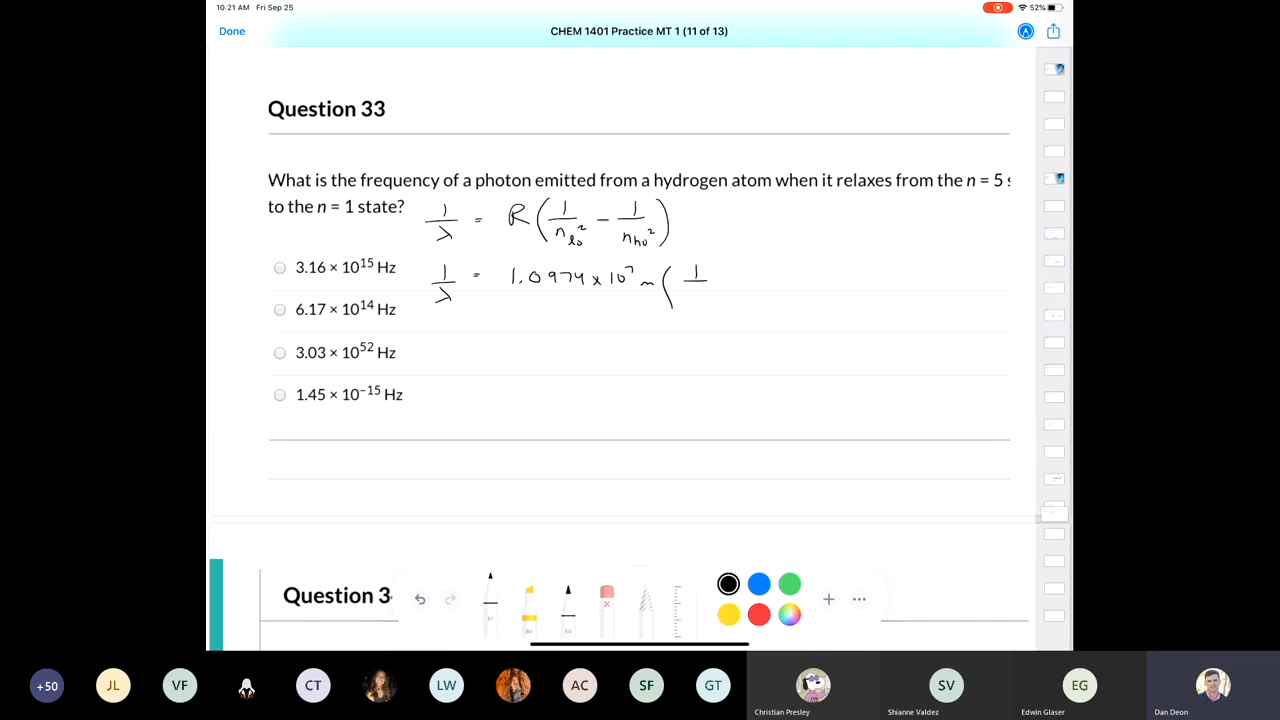 10:21 AM Fri Sep 25
52%
Done
CHEM 1401 Practice MT 1 (11 of 13)
Question 33
What is the frequency of a photon emitted from a hydrogen atom when it relaxes from the n = 5 s
to the n = 1 state?
1/λ = R(1/n_lo² − 1/n_ho²)
3.16 × 10¹⁵ Hz
1/λ = 1.0974 × 10⁷ m( 1
6.17 × 10¹⁴ Hz
3.03 × 10⁵² Hz
1.45 × 10⁻¹⁵ Hz
Question 3
+50
JL
VF
CT
LW
AC
SF
GT
SV
EG
Christian Presley
Shianne Valdez
Edwin Glaser
Dan Deon